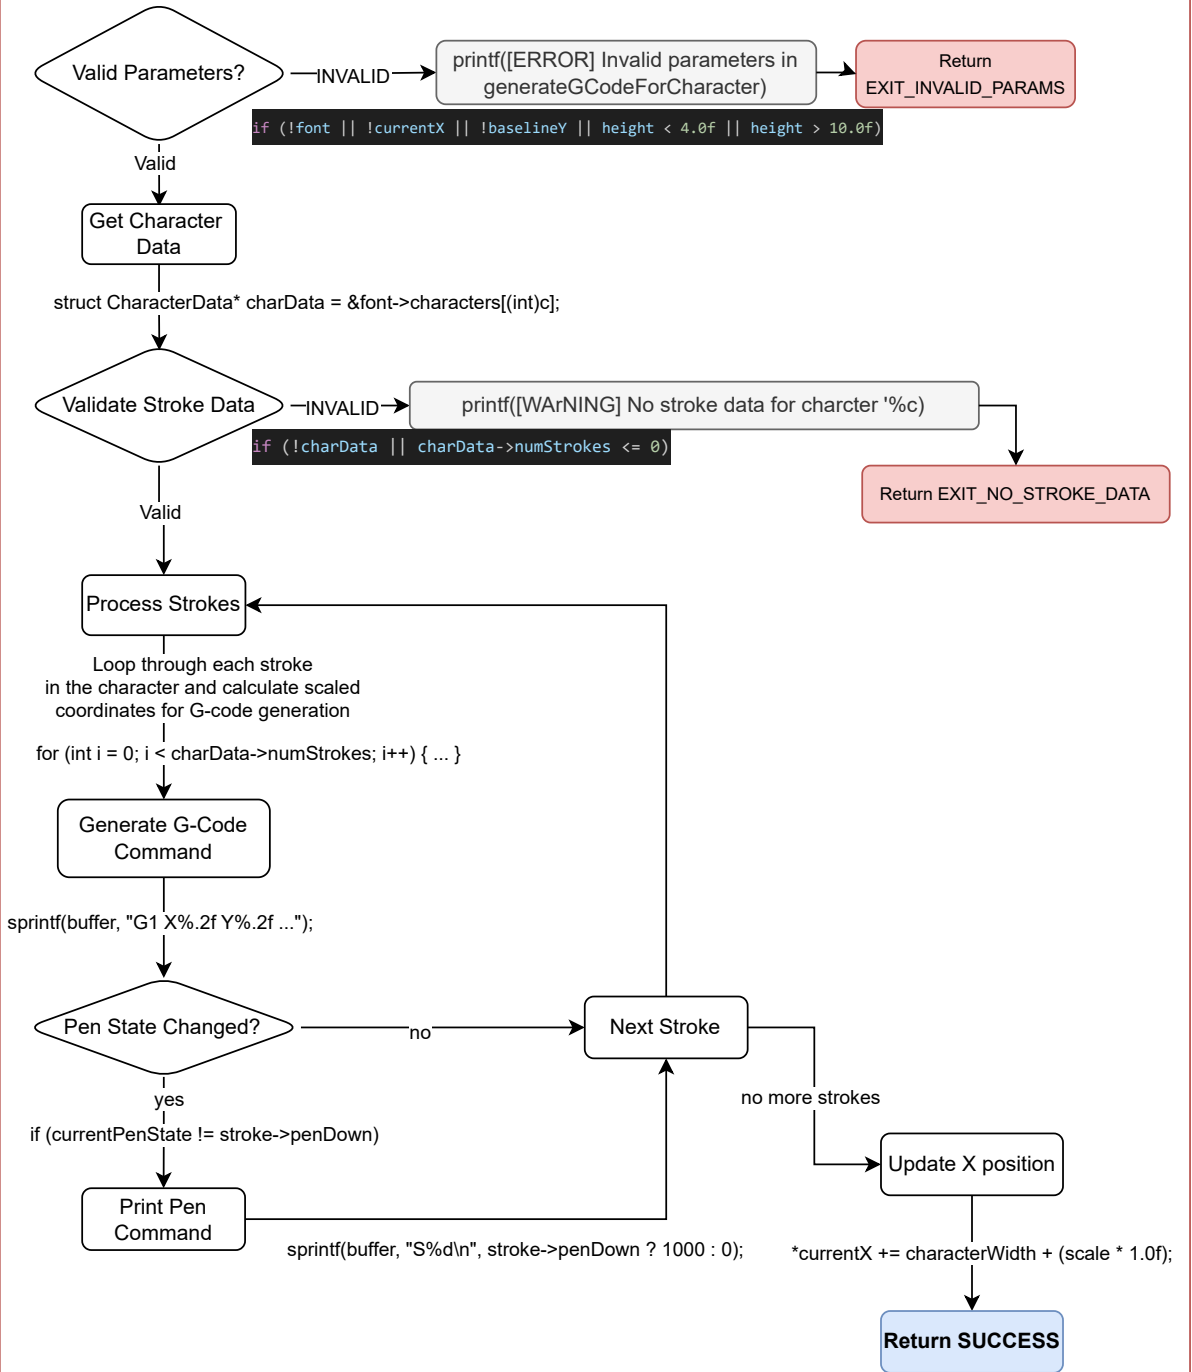 Valid Parameters?
INVALID
printf([ERROR] Invalid parameters in
generateGCodeForCharacter)
Return
EXIT_INVALID_PARAMS
if (!font || !currentX || !baselineY || height < 4.0f || height > 10.0f)
Valid
Get Character
Data
struct CharacterData* charData = &font->characters[(int)c];
Validate Stroke Data
INVALID
printf([WArNING] No stroke data for charcter '%c)
if (!charData || charData->numStrokes <= 0)
Return EXIT_NO_STROKE_DATA
Valid
Process Strokes
Loop through each stroke
in the character and calculate scaled
coordinates for G-code generation
for (int i = 0; i < charData->numStrokes; i++) { ... }
Generate G-Code
Command
sprintf(buffer, "G1 X%.2f Y%.2f ...");
Pen State Changed?
no
Next Stroke
yes
if (currentPenState != stroke->penDown)
no more strokes
Update X position
Print Pen
Command
sprintf(buffer, "S%d\n", stroke->penDown ? 1000 : 0);
*currentX += characterWidth + (scale * 1.0f);
Return SUCCESS